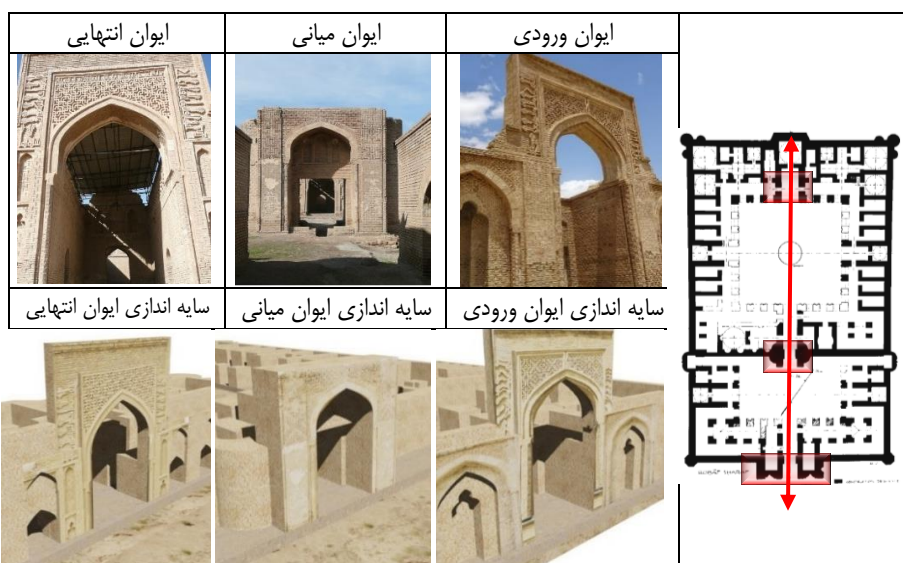 ایوان ورودی
ایوان میانی
ایوان انتهایی
سایه اندازی ایوان ورودی
سایه اندازی ایوان میانی
سایه اندازی ایوان انتهایی